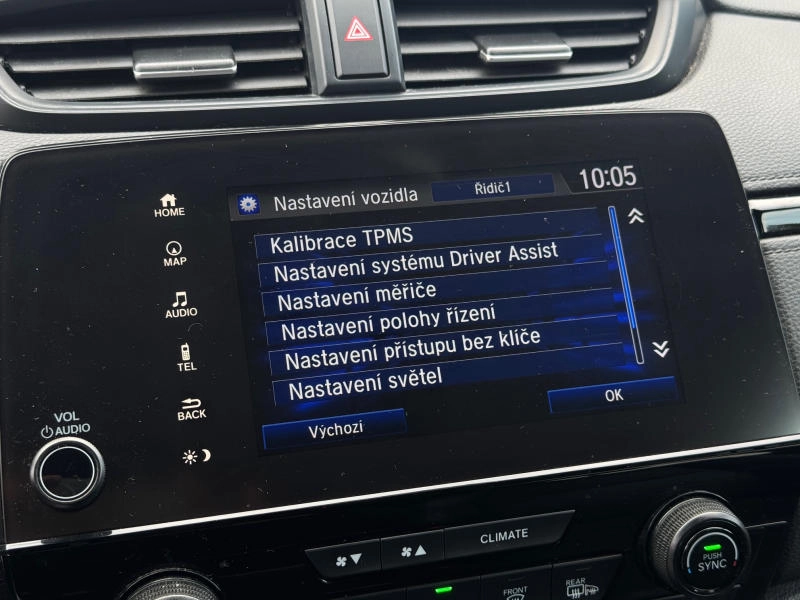 Nastavení vozidla
Řidič1
10:05
HOME
MAP
AUDIO
TEL
BACK
Kalibrace TPMS
Nastavení systému Driver Assist
Nastavení měřiče
Nastavení polohy řízení
Nastavení přístupu bez klíče
Nastavení světel
Výchozí
OK
VOL
AUDIO
CLIMATE
PUSH
SYNC
FRONT
REAR